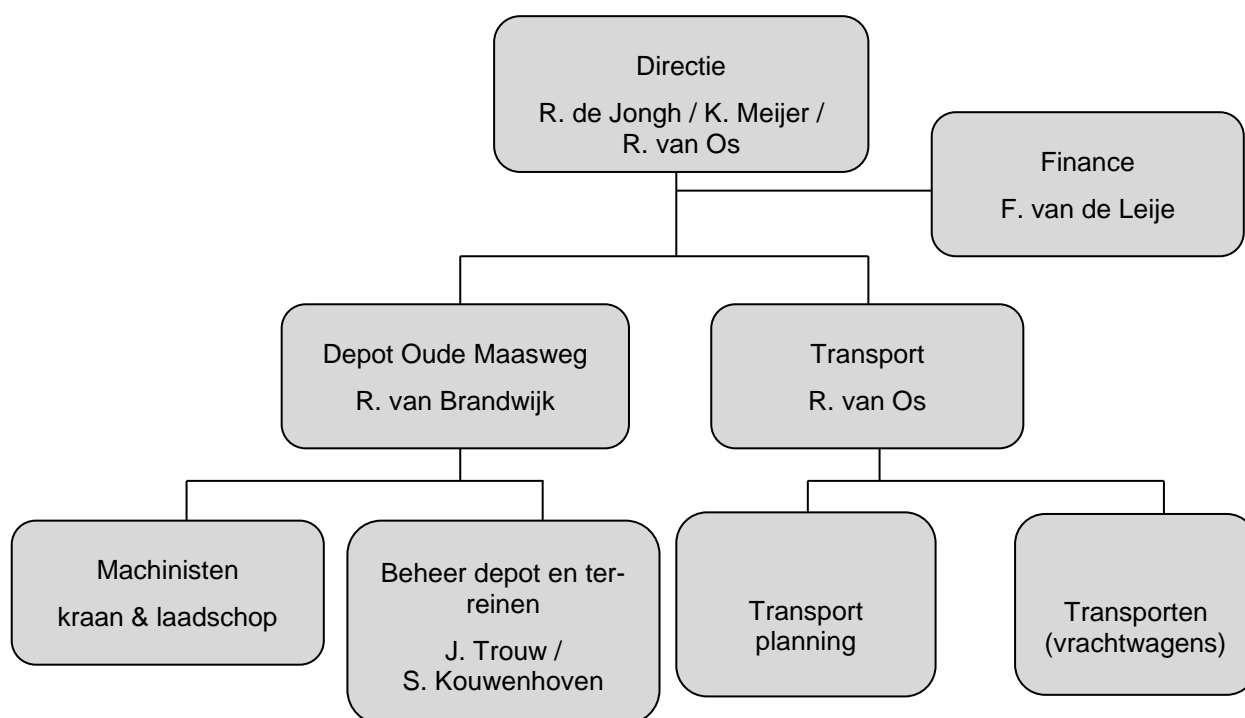 Directie
R. de Jongh / K. Meijer /
R. van Os
Finance
F. van de Leije
Depot Oude Maasweg
R. van Brandwijk
Transport
R. van Os
Machinisten
kraan & laadschop
Beheer depot en ter-
reinen
J. Trouw /
S. Kouwenhoven
Transport
planning
Transporten
(vrachtwagens)